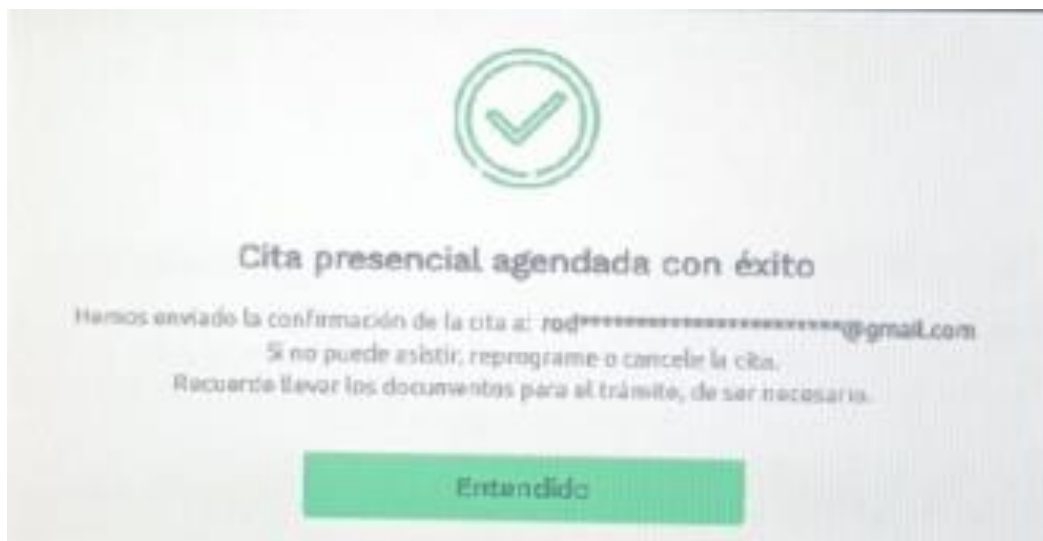 Cita presencial agendada con éxito
Hemos enviado la confirmación de la cita a: rod***********************@gmail.com
Si no puede asistir, reprograme o cancele la cita.
Recuerde llevar los documentos para el trámite, de ser necesario.
Entendido